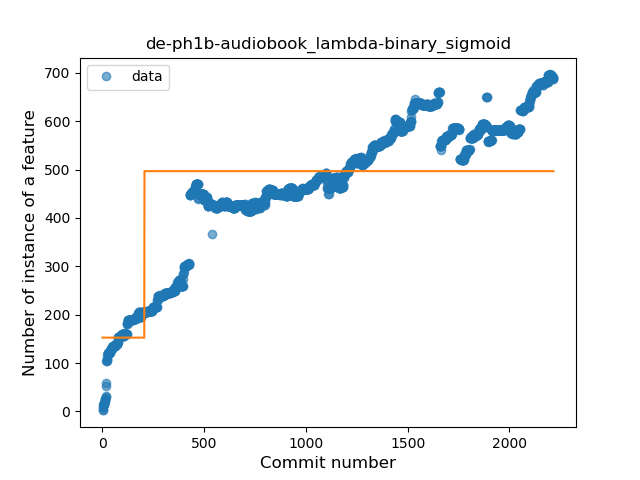 de-ph1b-audiobook_lambda-binary_sigmoid
data
Number of instance of a feature
700
600
500
400
300
200
100
0
0 500 1000 1500 2000
Commit number